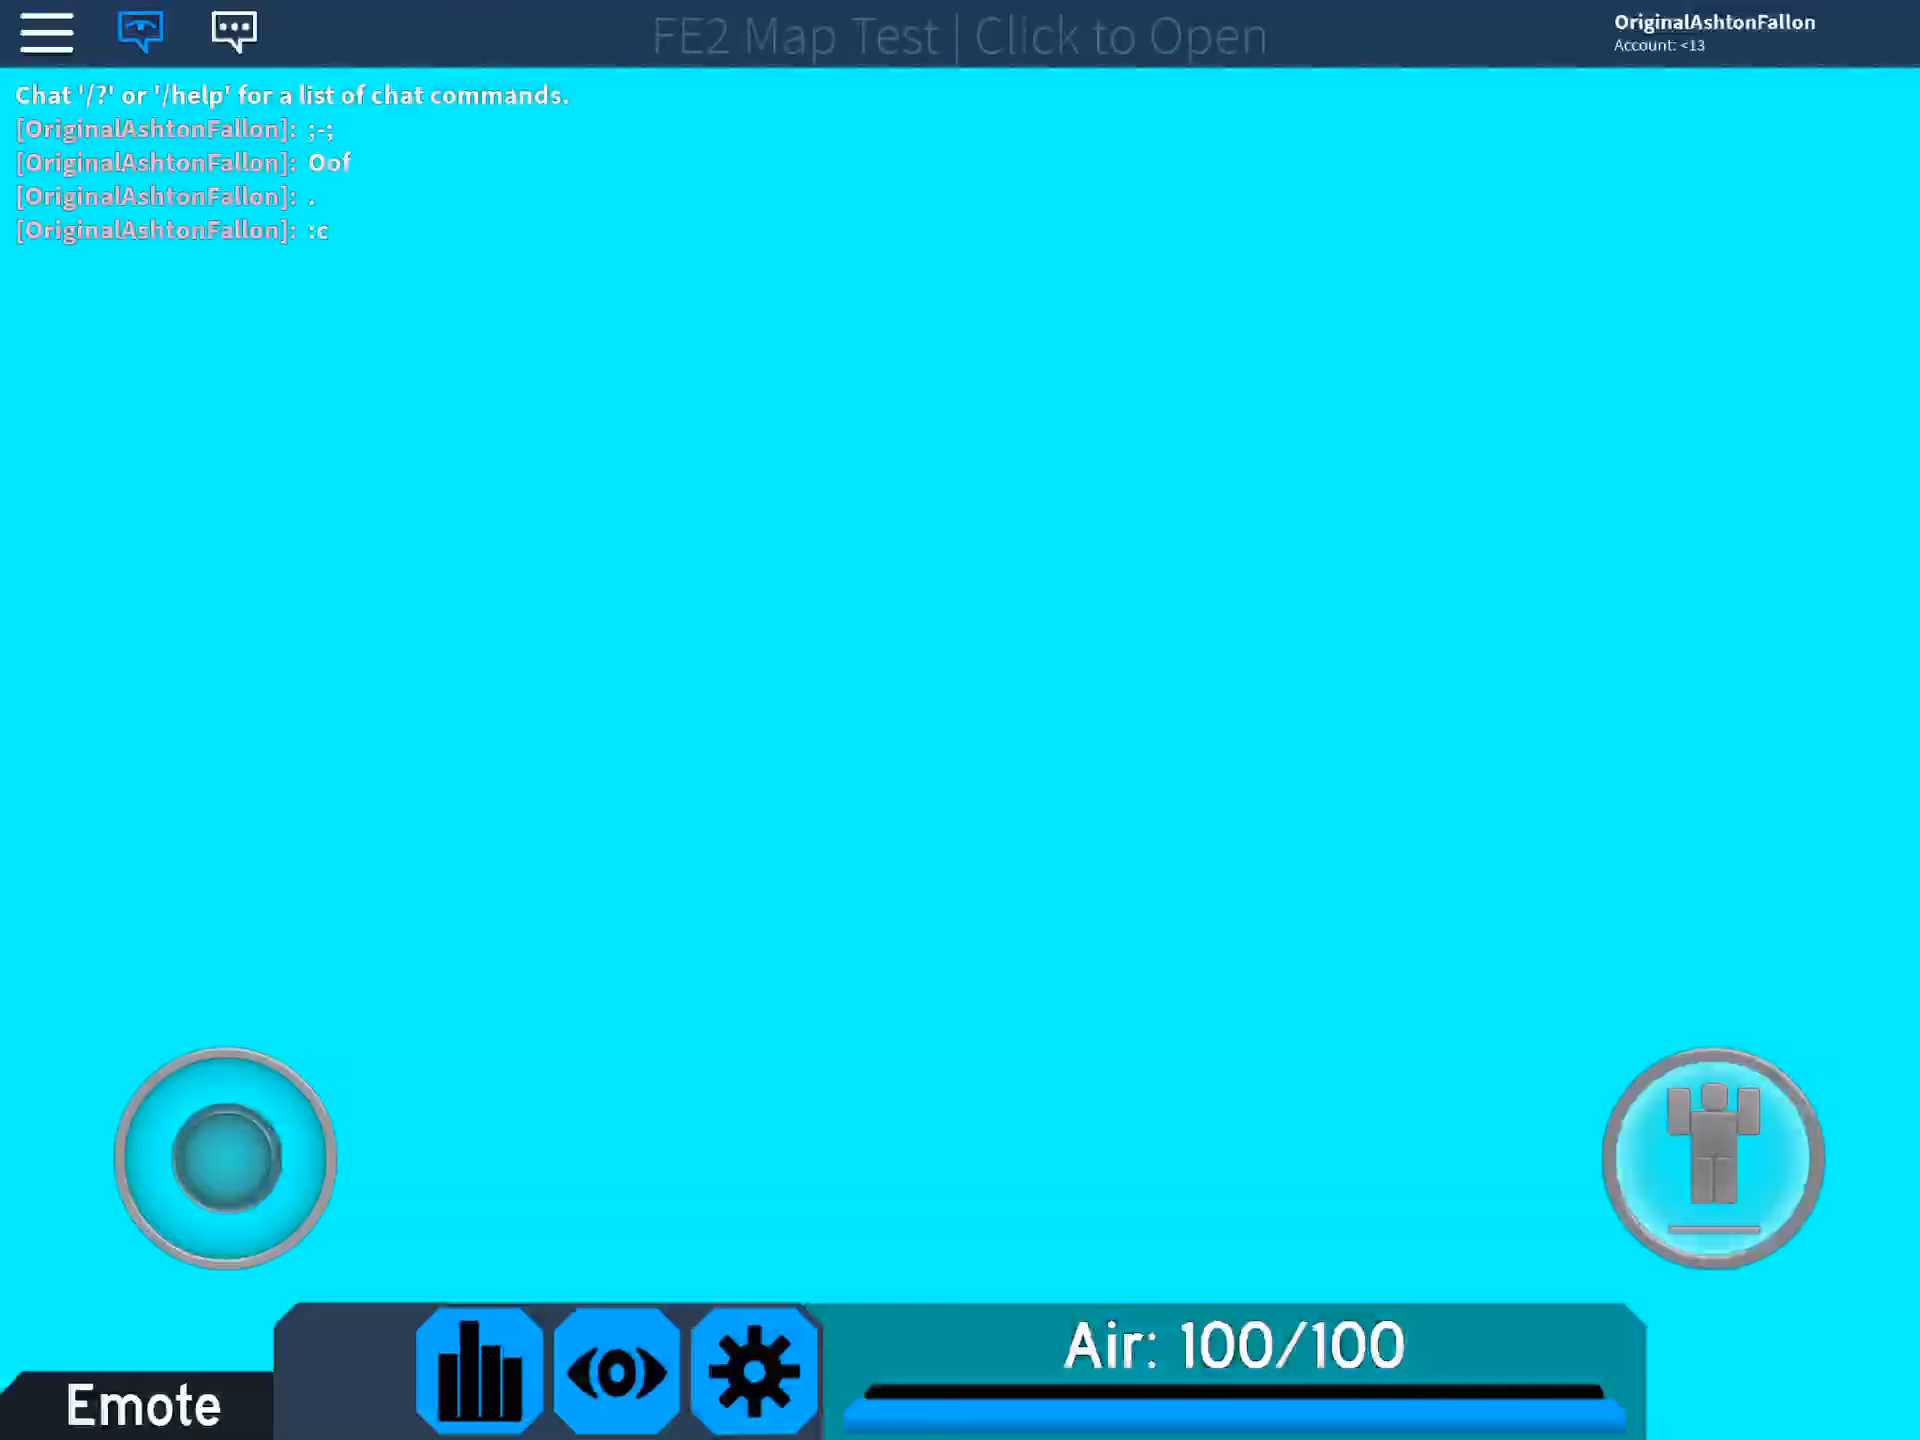 FE2 Map Test | Click to Open
OriginalAshtonFallon
Account: <13
Chat '/?' or '/help' for a list of chat commands.
[OriginalAshtonFallon]: ;-;
[OriginalAshtonFallon]: Oof
[OriginalAshtonFallon]: .
[OriginalAshtonFallon]: :c
Air: 100/100
Emote